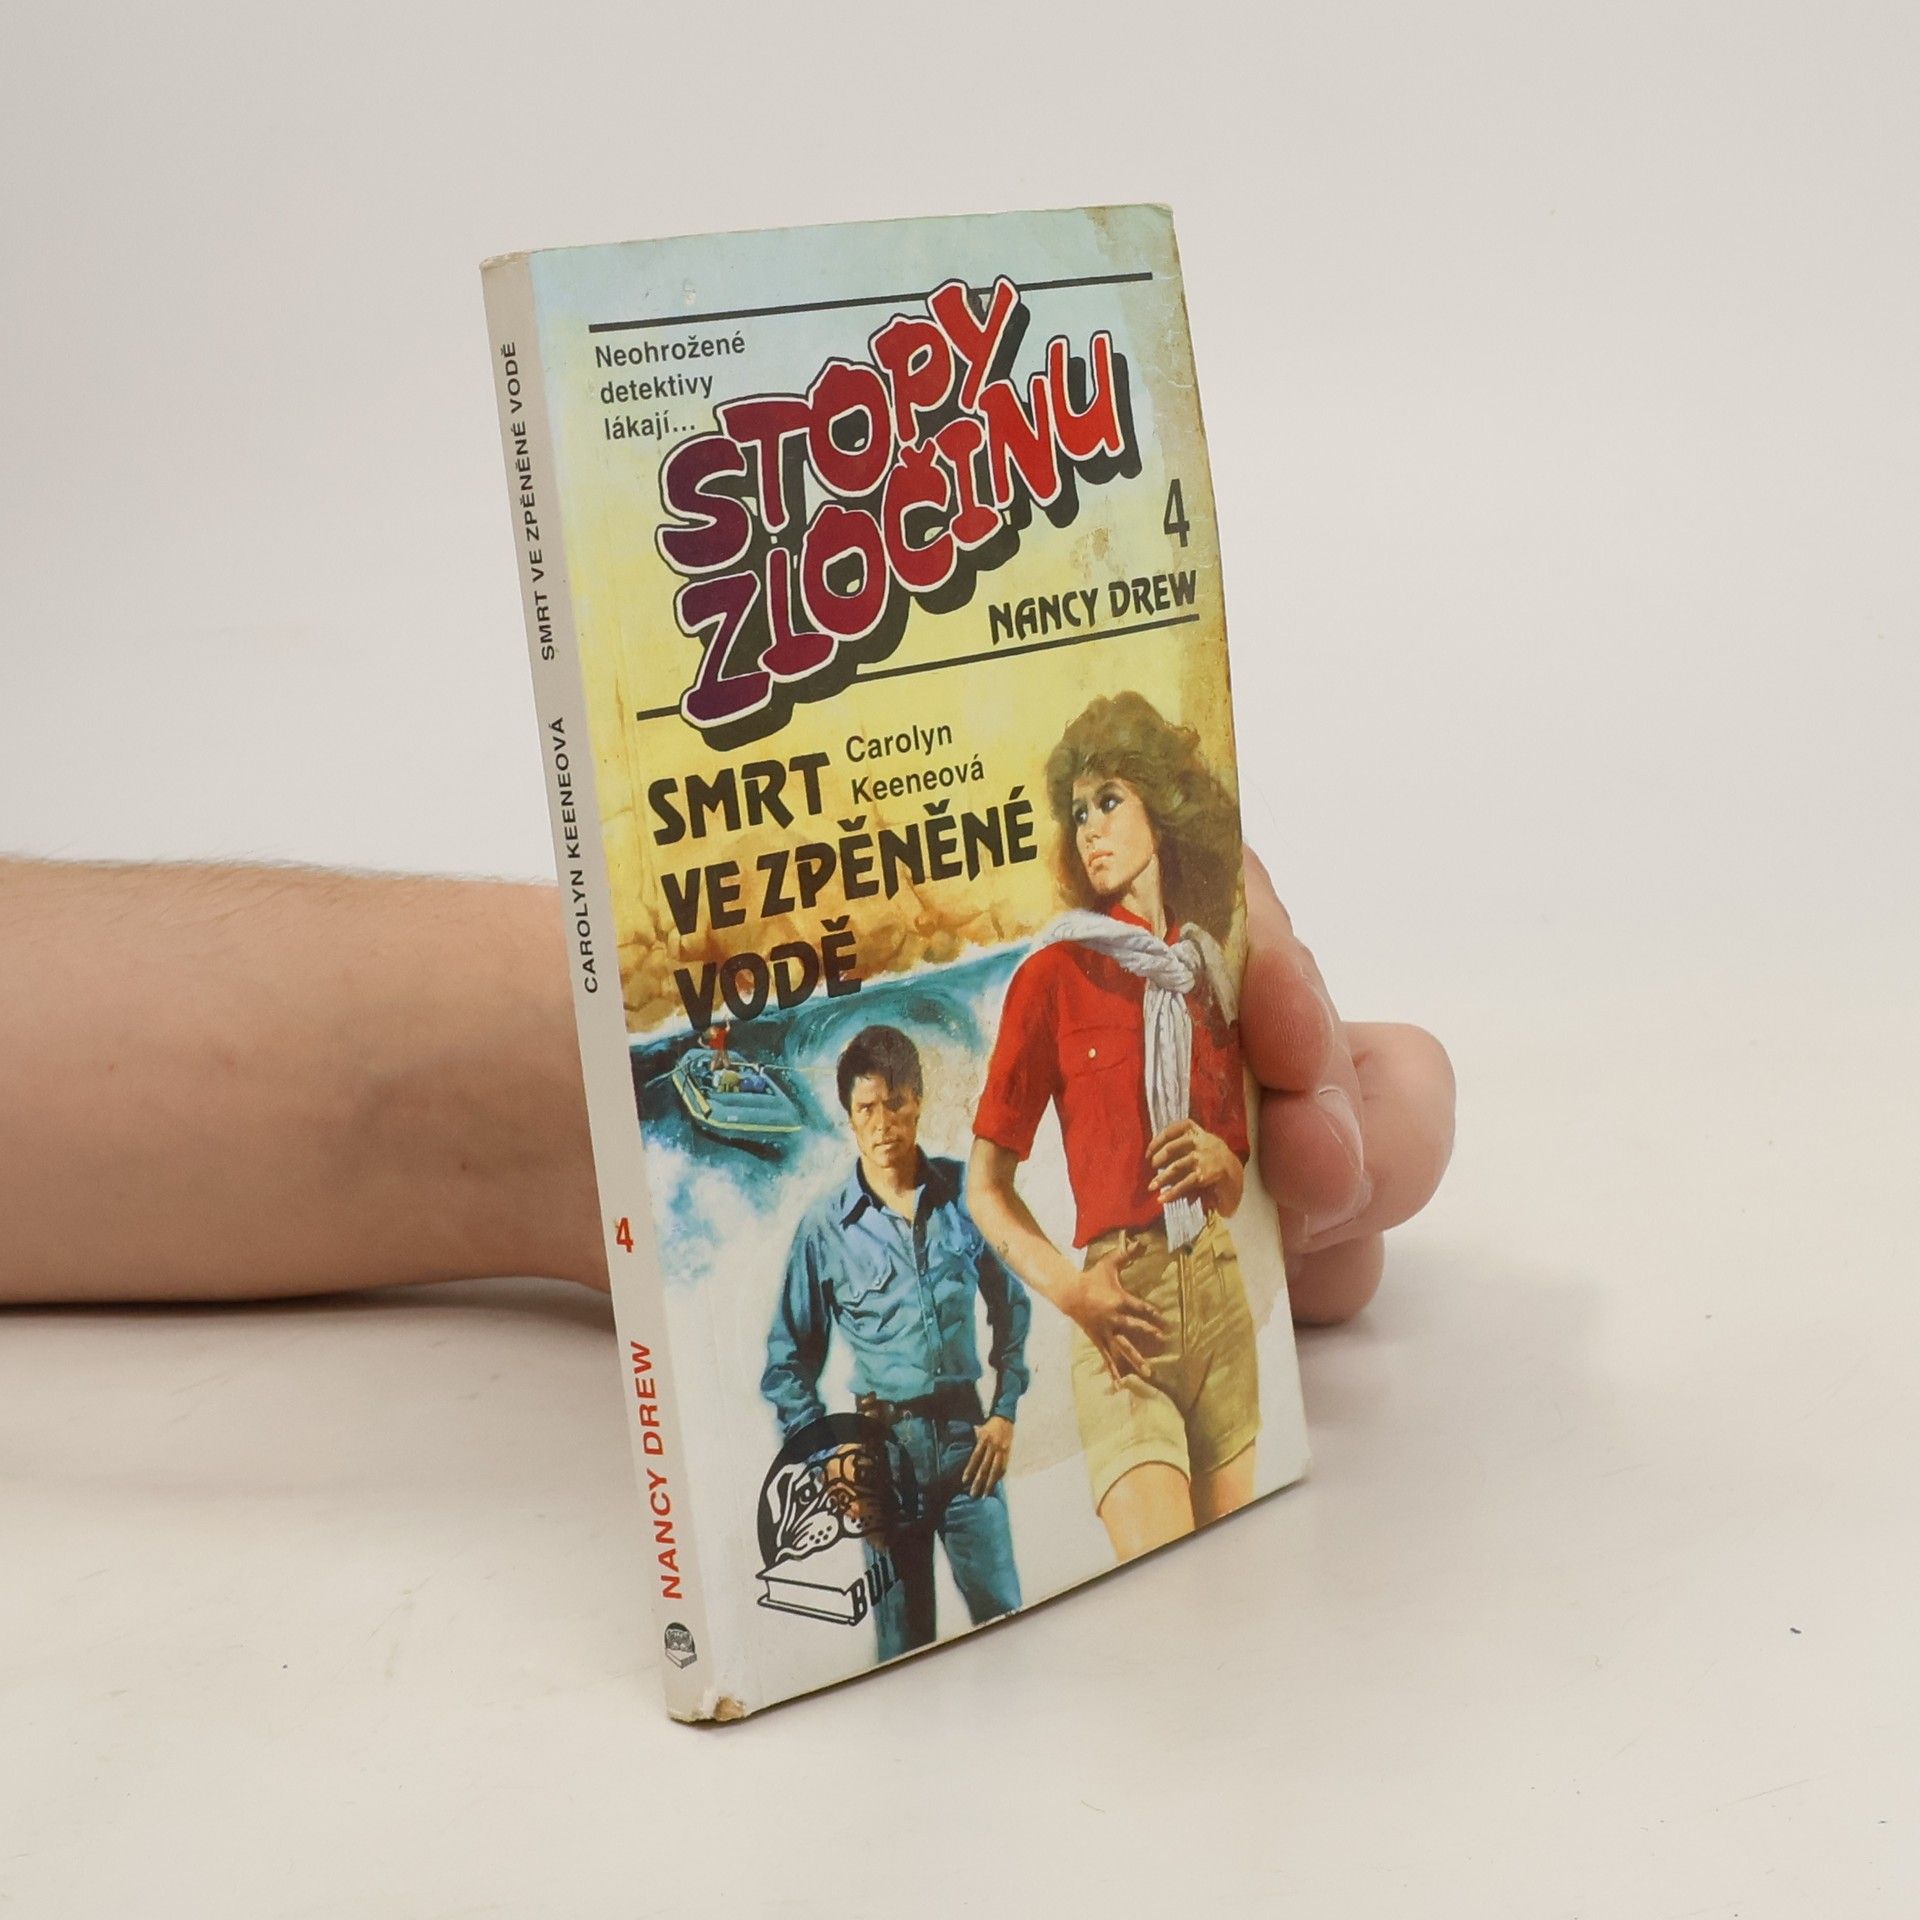 Neohrožené
detektivy
lákají...
STOPY
ZLOČINU
4
NANCY DREW
SMRT
Carolyn
Keeneová
VE ZPĚNĚNÉ
VODĚ
BULL
SMRT VE ZPĚNĚNÉ VODĚ
CAROLYN KEENEOVÁ
4
NANCY DREW